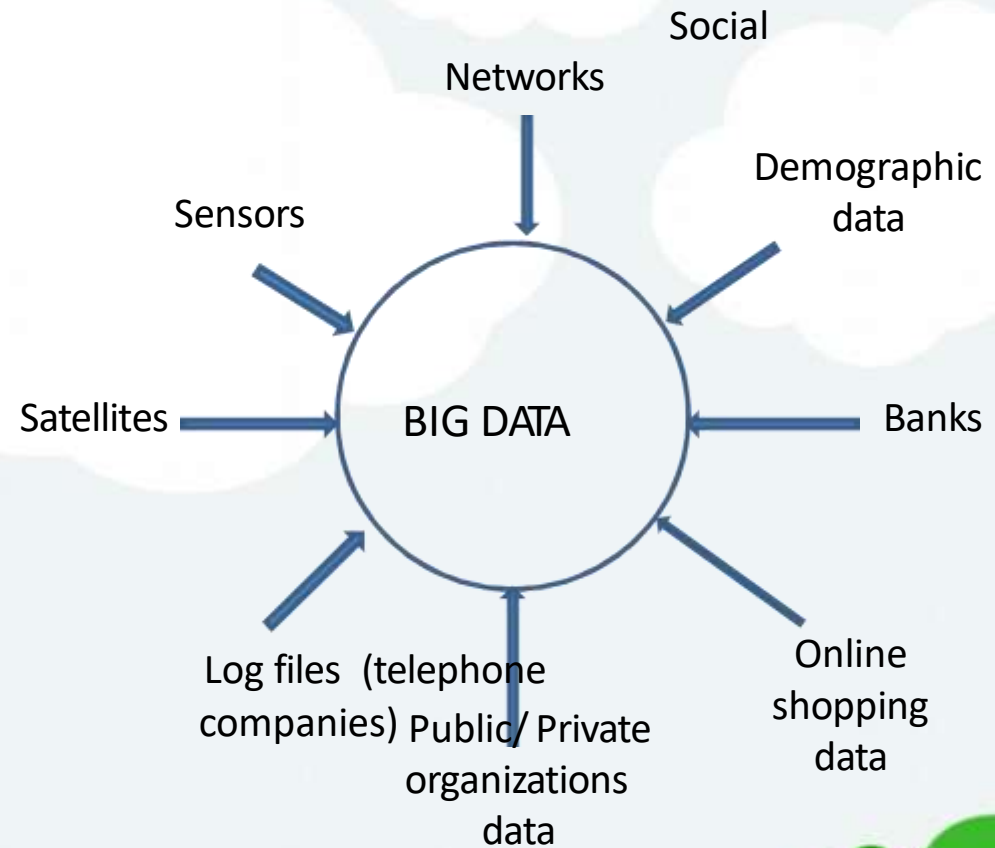 Social
Networks
Demographic
data
Sensors
Satellites
BIG DATA
Banks
Log files (telephone
companies)
Public/ Private
organizations
data
Online
shopping
data